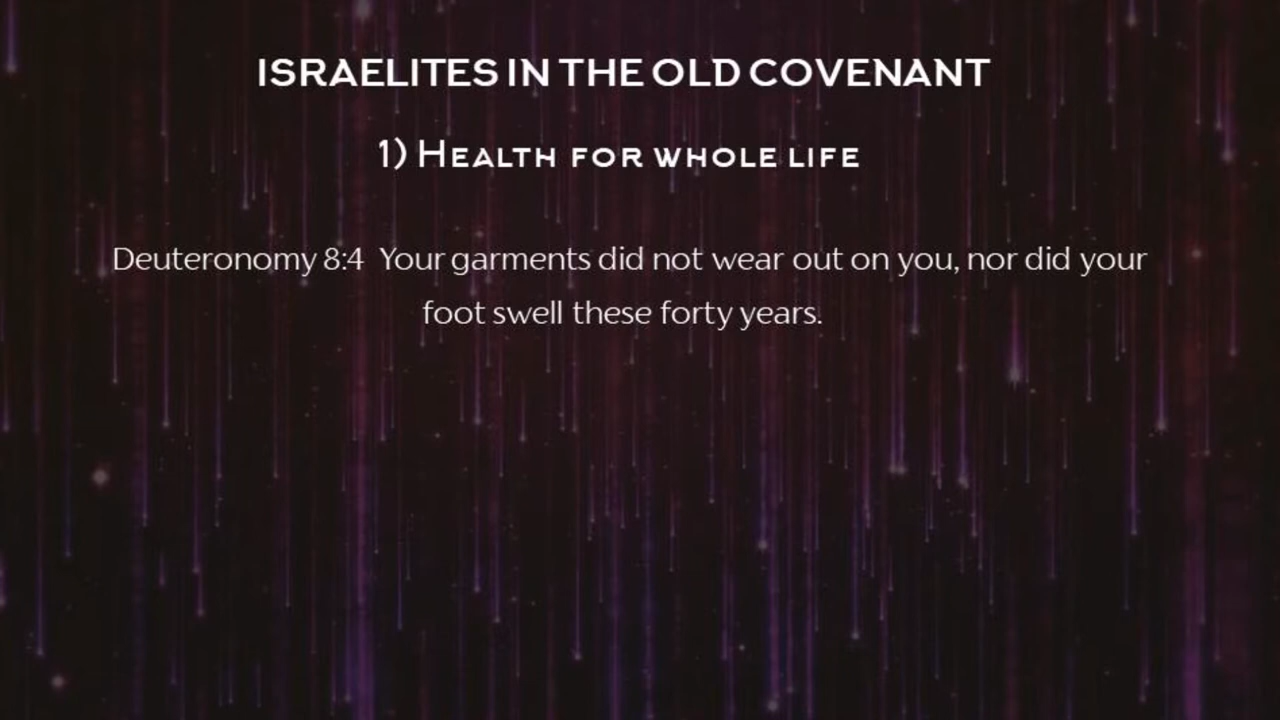 ISRAELITES IN THE OLD COVENANT
1) HEALTH FOR WHOLE LIFE
Deuteronomy 8:4  Your garments did not wear out on you, nor did your
foot swell these forty years.